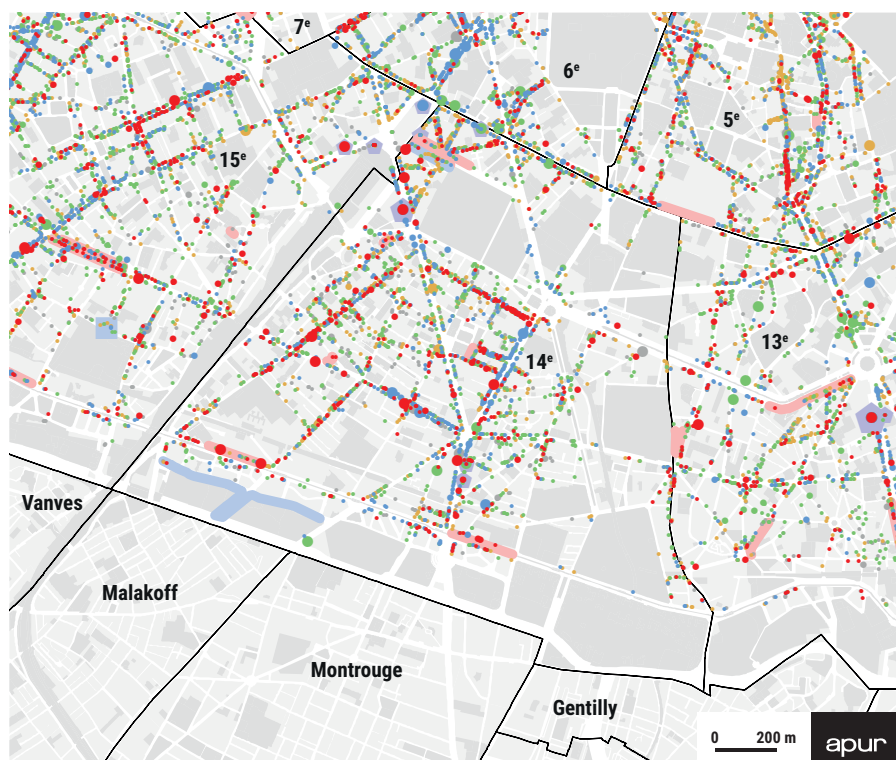 7e
6e
5e
15e
13e
14e
Vanves
Malakoff
Montrouge
Gentilly
0 200 m
apur